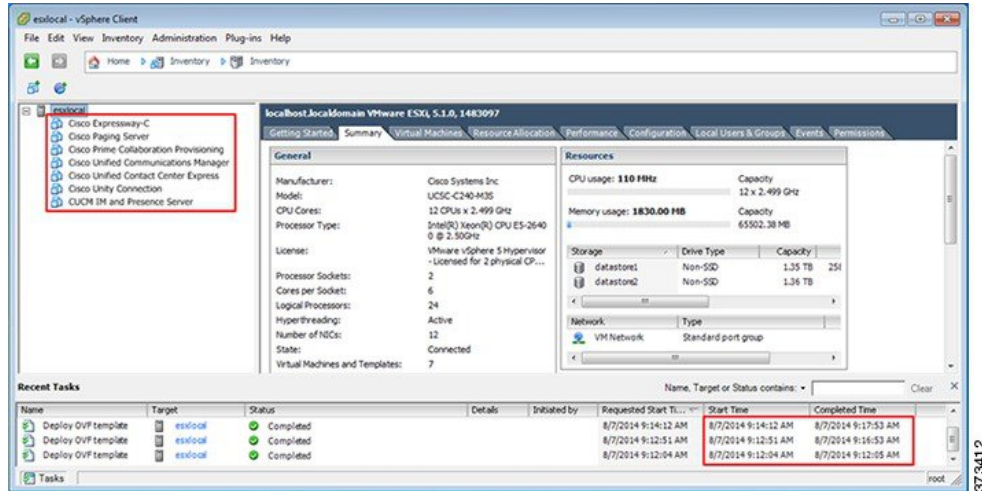 esxlocal - vSphere Client
File Edit View Inventory Administration Plug-ins Help
Home Inventory Inventory
esxlocal
Cisco Expressway-C
Cisco Paging Server
Cisco Prime Collaboration Provisioning
Cisco Unified Communications Manager
Cisco Unified Contact Center Express
Cisco Unity Connection
CUCM IM and Presence Server
localhost.localdomain VMware ESXi, 5.1.0, 1483097
Getting Started Summary Virtual Machines Resource Allocation Performance Configuration Local Users & Groups Events Permissions
General
Manufacturer: Cisco Systems Inc
Model: UCSC-C240-M3S
CPU Cores: 12 CPUs x 2.499 GHz
Processor Type: Intel(R) Xeon(R) CPU E5-2640
0 @ 2.50GHz
License: VMware vSphere 5 Hypervisor
- Licensed for 2 physical CP...
Processor Sockets: 2
Cores per Socket: 6
Logical Processors: 24
Hyperthreading: Active
Number of NICs: 12
State: Connected
Virtual Machines and Templates: 7
Resources
CPU usage: 110 MHz Capacity
12 x 2.499 GHz
Memory usage: 1830.00 MB Capacity
65502.38 MB
Storage Drive Type Capacity
datastore1 Non-SSD 1.35 TB 25
datastore2 Non-SSD 1.36 TB
Network Type
VM Network Standard port group
Recent Tasks
Name, Target or Status contains: Clear
Name Target Status Details Initiated by Requested Start Ti... Start Time Completed Time
Deploy OVF template esxlocal Completed 8/7/2014 9:14:12 AM 8/7/2014 9:14:12 AM 8/7/2014 9:17:53 AM
Deploy OVF template esxlocal Completed 8/7/2014 9:12:51 AM 8/7/2014 9:12:51 AM 8/7/2014 9:16:53 AM
Deploy OVF template esxlocal Completed 8/7/2014 9:12:04 AM 8/7/2014 9:12:04 AM 8/7/2014 9:12:05 AM
Tasks root
373412